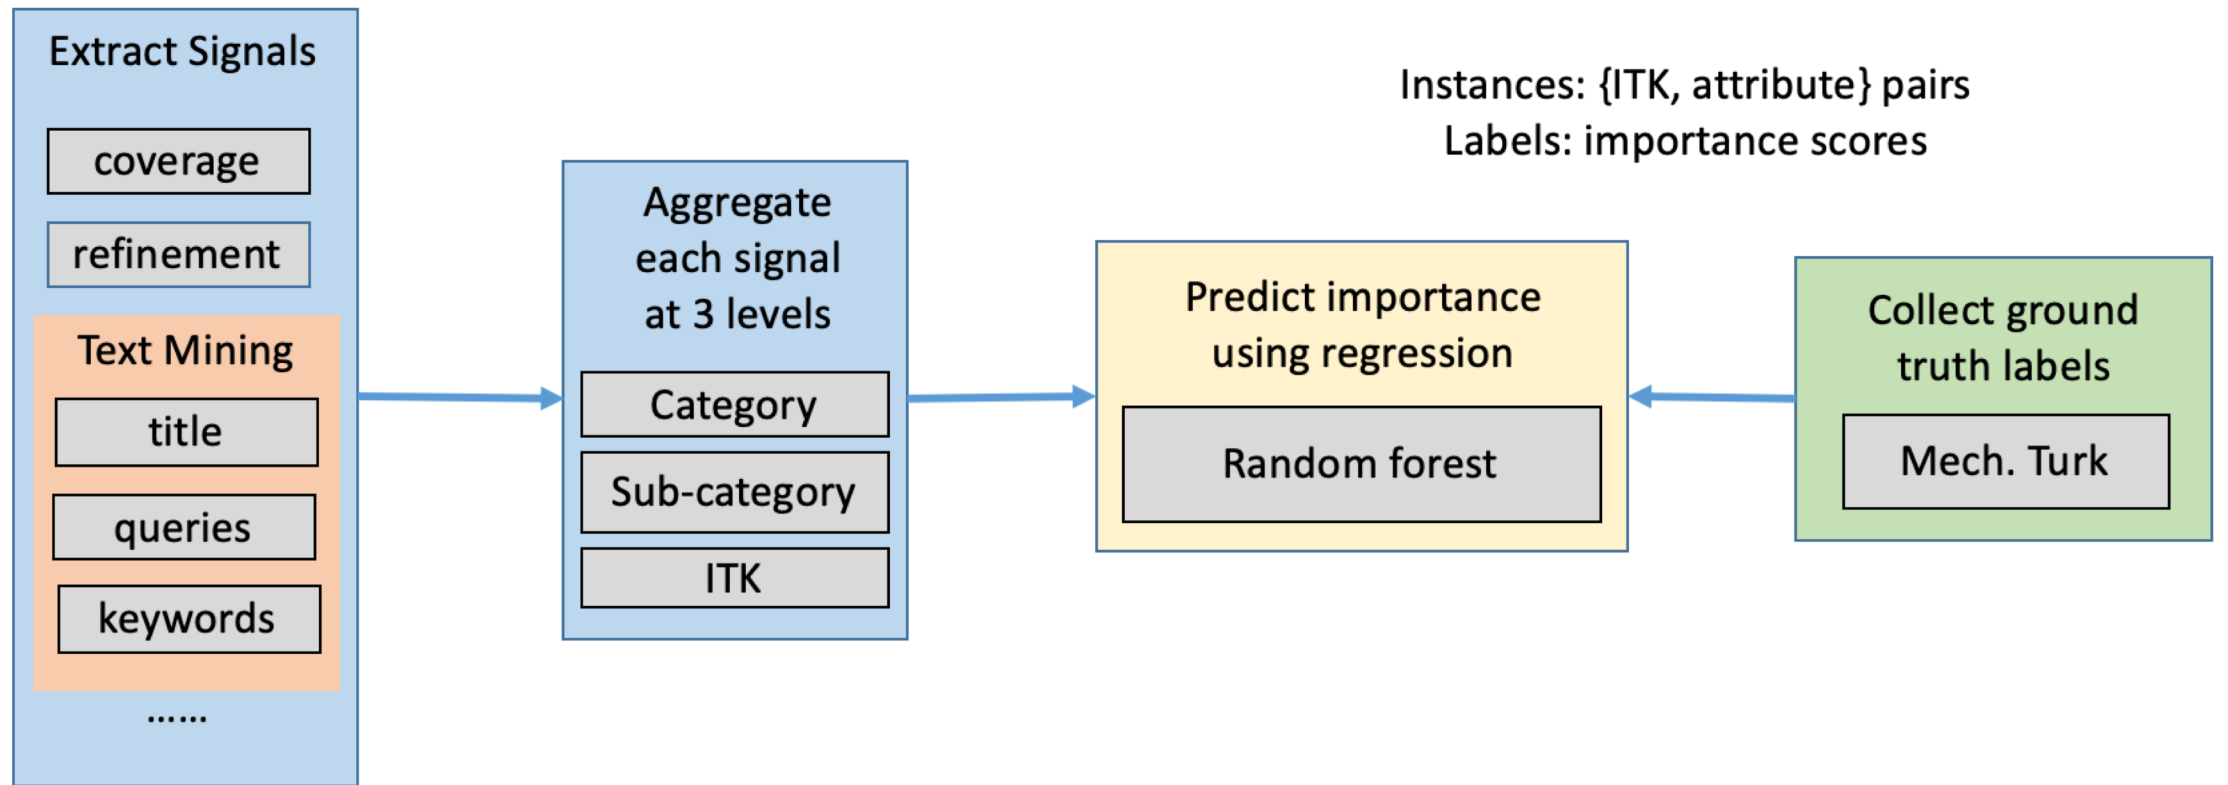 Extract Signals
coverage
refinement
Text Mining
title
queries
keywords
......
Aggregate
each signal
at 3 levels
Category
Sub-category
ITK
Instances: {ITK, attribute} pairs
Labels: importance scores
Predict importance
using regression
Random forest
Collect ground
truth labels
Mech. Turk